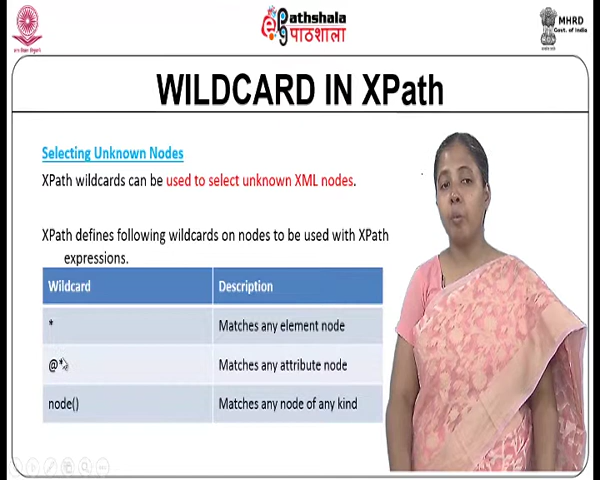 Pathshala
पाठशाला
MHRD
Govt. of India
WILDCARD IN XPath
Selecting Unknown Nodes
XPath wildcards can be used to select unknown XML nodes.
XPath defines following wildcards on nodes to be used with XPath
expressions.
Wildcard Description
* Matches any element node
@* Matches any attribute node
node() Matches any node of any kind